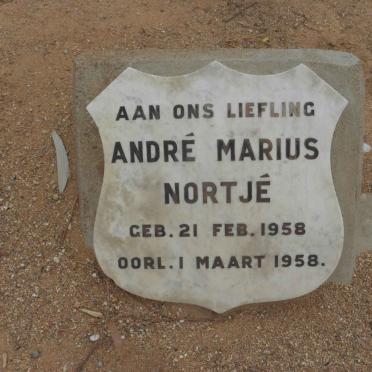 AAN ONS LIEFLING
ANDRÉ MARIUS
NORTJÉ
GEB. 21 FEB. 1958
OORL. 1 MAART 1958.